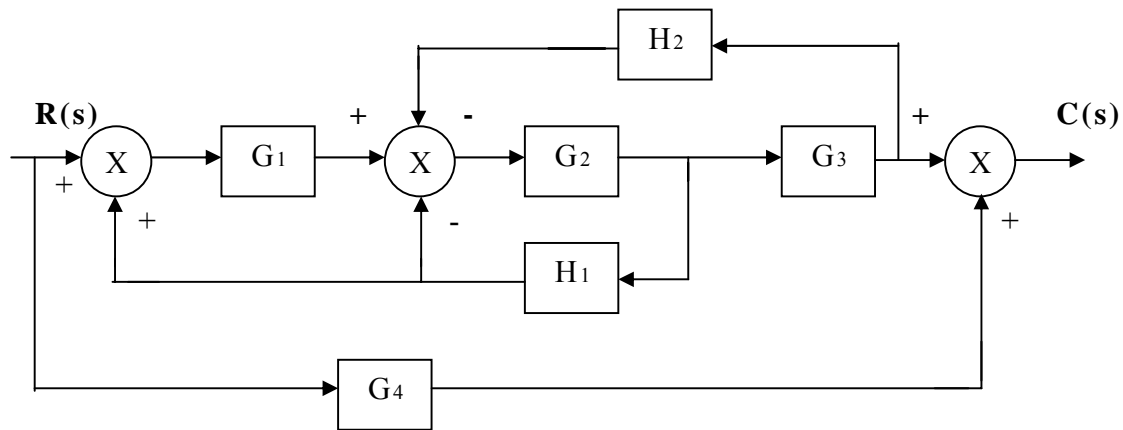 H2
R(s)
C(s)
+
-
+
X
G1
X
G2
G3
X
+
+
-
+
H1
G4